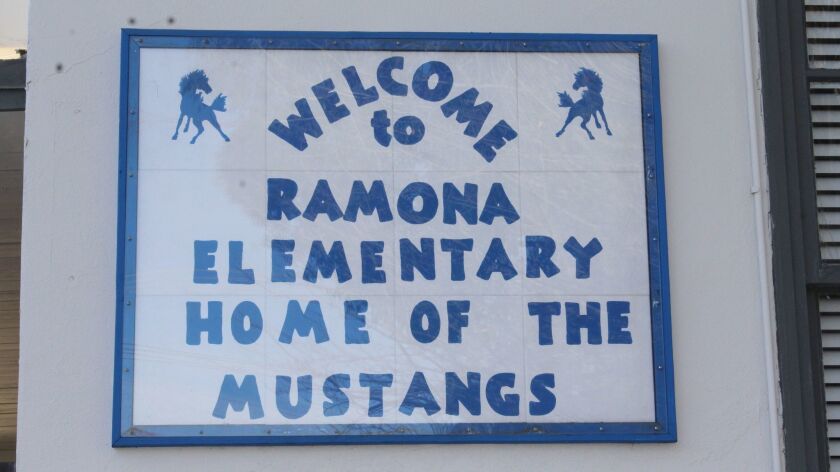 WELCOME
to
RAMONA
ELEMENTARY
HOME OF THE
MUSTANGS